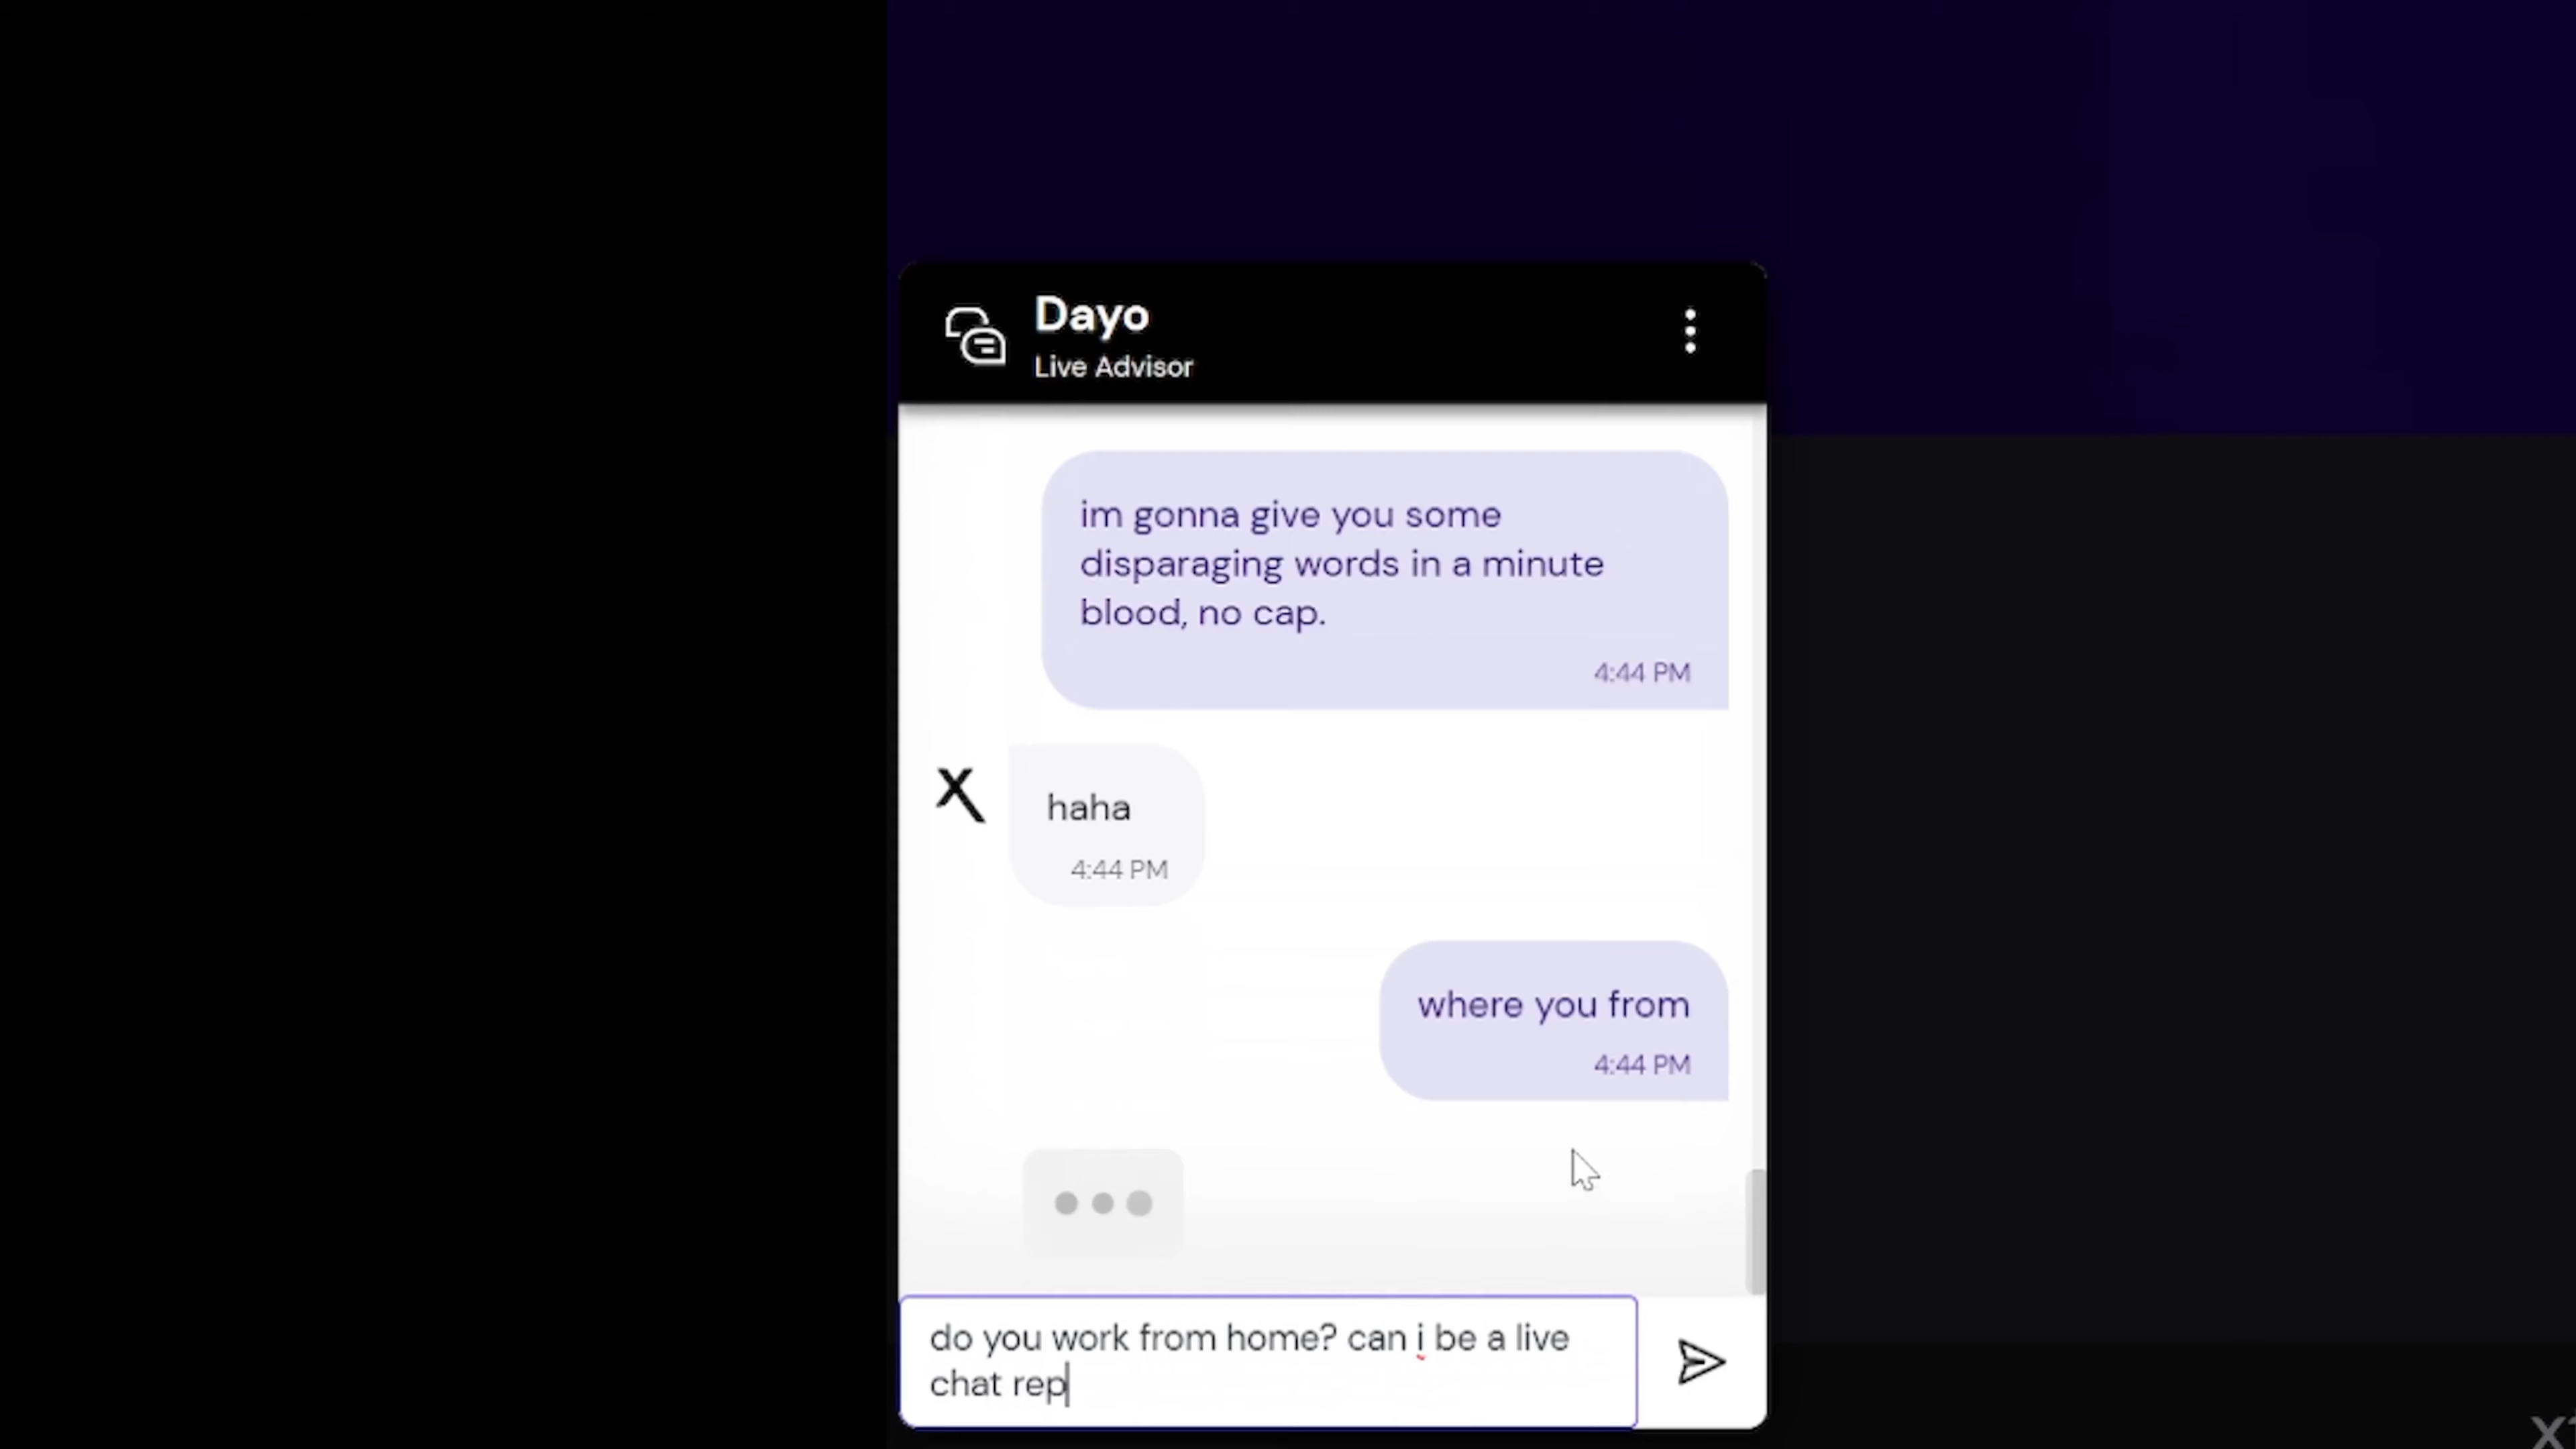 Dayo
Live Advisor
im gonna give you some
disparaging words in a minute
blood, no cap.
4:44 PM
haha
4:44 PM
where you from
4:44 PM
do you work from home? can i be a live
chat rep